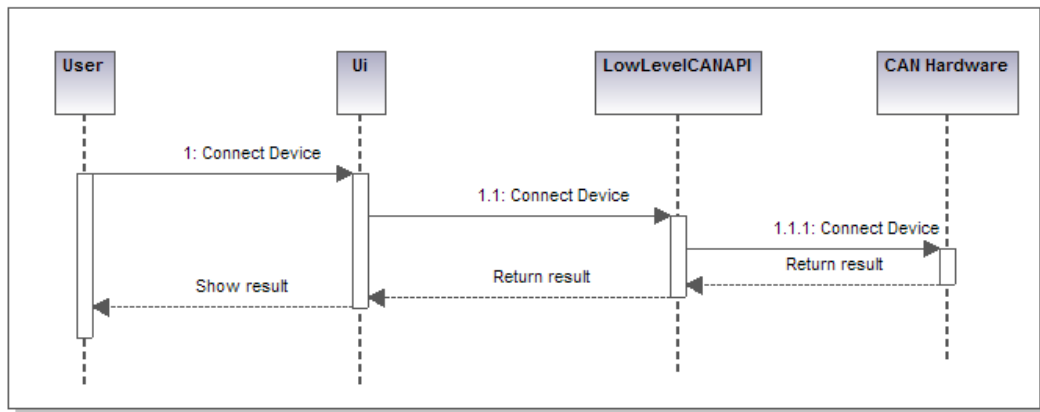 User
Ui
LowLevelCANAPI
CAN Hardware
1: Connect Device
1.1: Connect Device
1.1.1: Connect Device
Return result
Return result
Show result